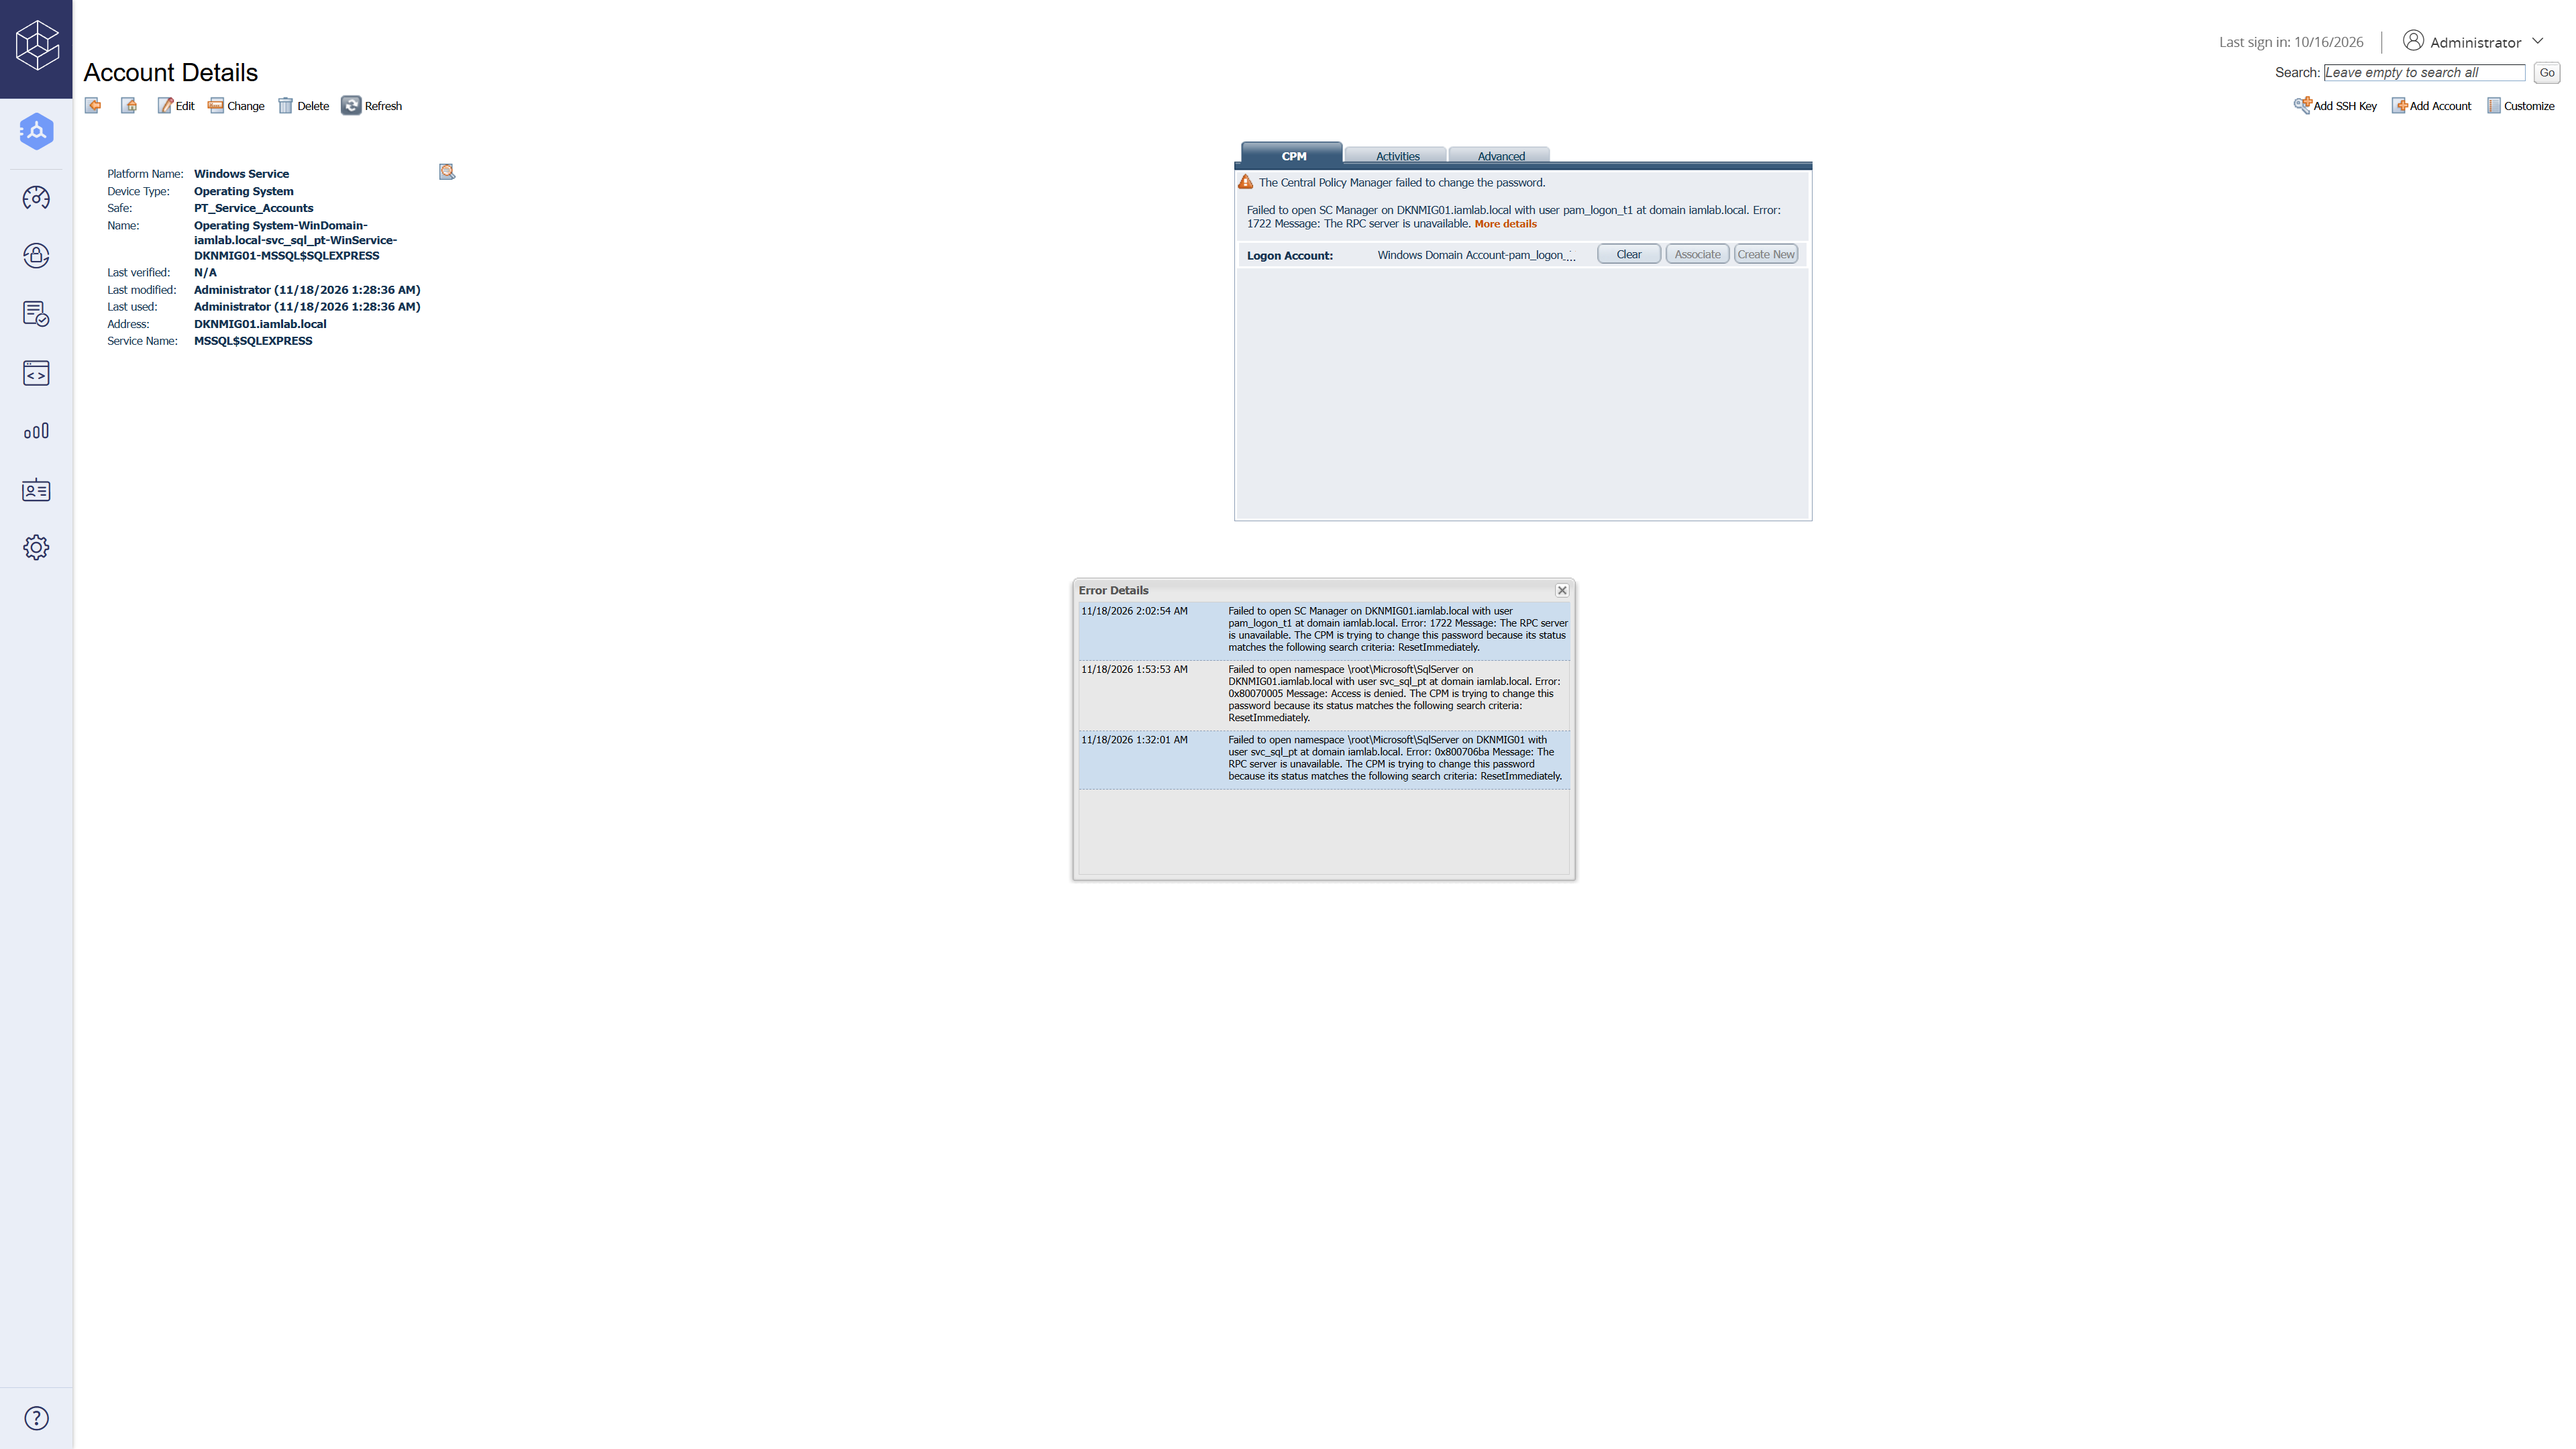 Last sign in: 10/16/2026
Administrator
Account Details
Search: Leave empty to search all Go
Edit Change Delete Refresh
Add SSH Key Add Account Customize
Platform Name: Windows Service
Device Type: Operating System
Safe: PT_Service_Accounts
Name: Operating System-WinDomain-
iamlab.local-svc_sql_pt-WinService-
DKNMIG01-MSSQL$SQLEXPRESS
Last verified: N/A
Last modified: Administrator (11/18/2026 1:28:36 AM)
Last used: Administrator (11/18/2026 1:28:36 AM)
Address: DKNMIG01.iamlab.local
Service Name: MSSQL$SQLEXPRESS
CPM Activities Advanced
The Central Policy Manager failed to change the password.
Failed to open SC Manager on DKNMIG01.iamlab.local with user pam_logon_t1 at domain iamlab.local. Error:
1722 Message: The RPC server is unavailable. More details
Logon Account: Windows Domain Account-pam_logon_... Clear Associate Create New
Error Details
11/18/2026 2:02:54 AM Failed to open SC Manager on DKNMIG01.iamlab.local with user
pam_logon_t1 at domain iamlab.local. Error: 1722 Message: The RPC server
is unavailable. The CPM is trying to change this password because its status
matches the following search criteria: ResetImmediately.
11/18/2026 1:53:53 AM Failed to open namespace \root\Microsoft\SqlServer on
DKNMIG01.iamlab.local with user svc_sql_pt at domain iamlab.local. Error:
0x80070005 Message: Access is denied. The CPM is trying to change this
password because its status matches the following search criteria:
ResetImmediately.
11/18/2026 1:32:01 AM Failed to open namespace \root\Microsoft\SqlServer on DKNMIG01 with
user svc_sql_pt at domain iamlab.local. Error: 0x800706ba Message: The
RPC server is unavailable. The CPM is trying to change this password
because its status matches the following search criteria: ResetImmediately.